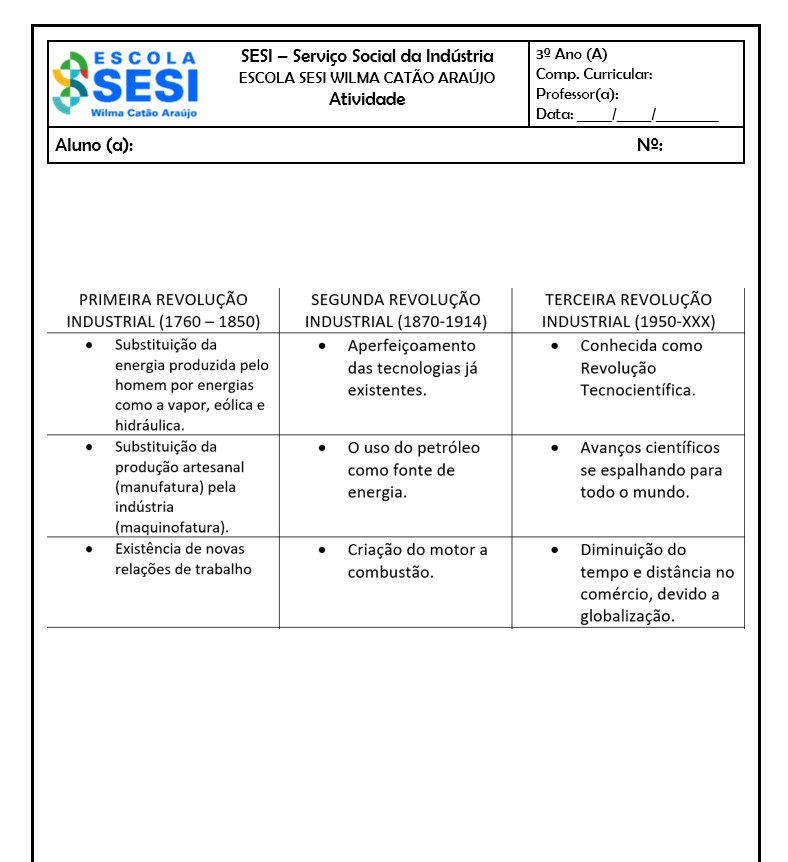 ESCOLA
SESI
Wilma Catão Araújo
SESI – Serviço Social da Indústria
ESCOLA SESI WILMA CATÃO ARAÚJO
Atividade
3º Ano (A)
Comp. Curricular:
Professor(a):
Data: _____/_____/_________
Aluno (a): Nº:
PRIMEIRA REVOLUÇÃO
INDUSTRIAL (1760 – 1850)
SEGUNDA REVOLUÇÃO
INDUSTRIAL (1870-1914)
TERCEIRA REVOLUÇÃO
INDUSTRIAL (1950-XXX)
• Substituição da
energia produzida pelo
homem por energias
como a vapor, eólica e
hidráulica.
• Aperfeiçoamento
das tecnologias já
existentes.
• Conhecida como
Revolução
Tecnocientífica.
• Substituição da
produção artesanal
(manufatura) pela
indústria
(maquinofatura).
• O uso do petróleo
como fonte de
energia.
• Avanços científicos
se espalhando para
todo o mundo.
• Existência de novas
relações de trabalho
• Criação do motor a
combustão.
• Diminuição do
tempo e distância no
comércio, devido a
globalização.